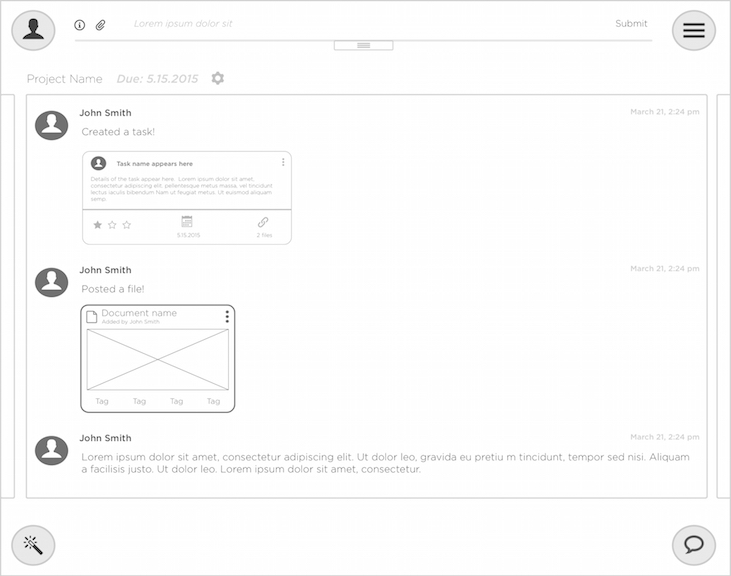 Lorem ipsum dolor sit
Submit
Project Name Due: 5.15.2015
John Smith March 21, 2:24 pm
Created a task!
Task name appears here
Details of the task appear here.. Lorem ipsum dolor sit amet,
consectetur adipiscing elit. pellentesque metus massa, vel tincidunt
lectus iaculis bibendum Nam ut feugiat metus. Ut euismod aliquam
semp.
5.15.2015 2 files
John Smith March 21, 2:24 pm
Posted a file!
Document name
Added by John Smith
Tag Tag Tag Tag
John Smith March 21, 2:24 pm
Lorem ipsum dolor sit amet, consectetur adipiscing elit. Ut dolor leo, gravida eu pretiu m tincidunt, tempor sed nisi. Aliquam
a facilisis justo. Ut dolor leo. Lorem ipsum dolor sit amet, consectetur.